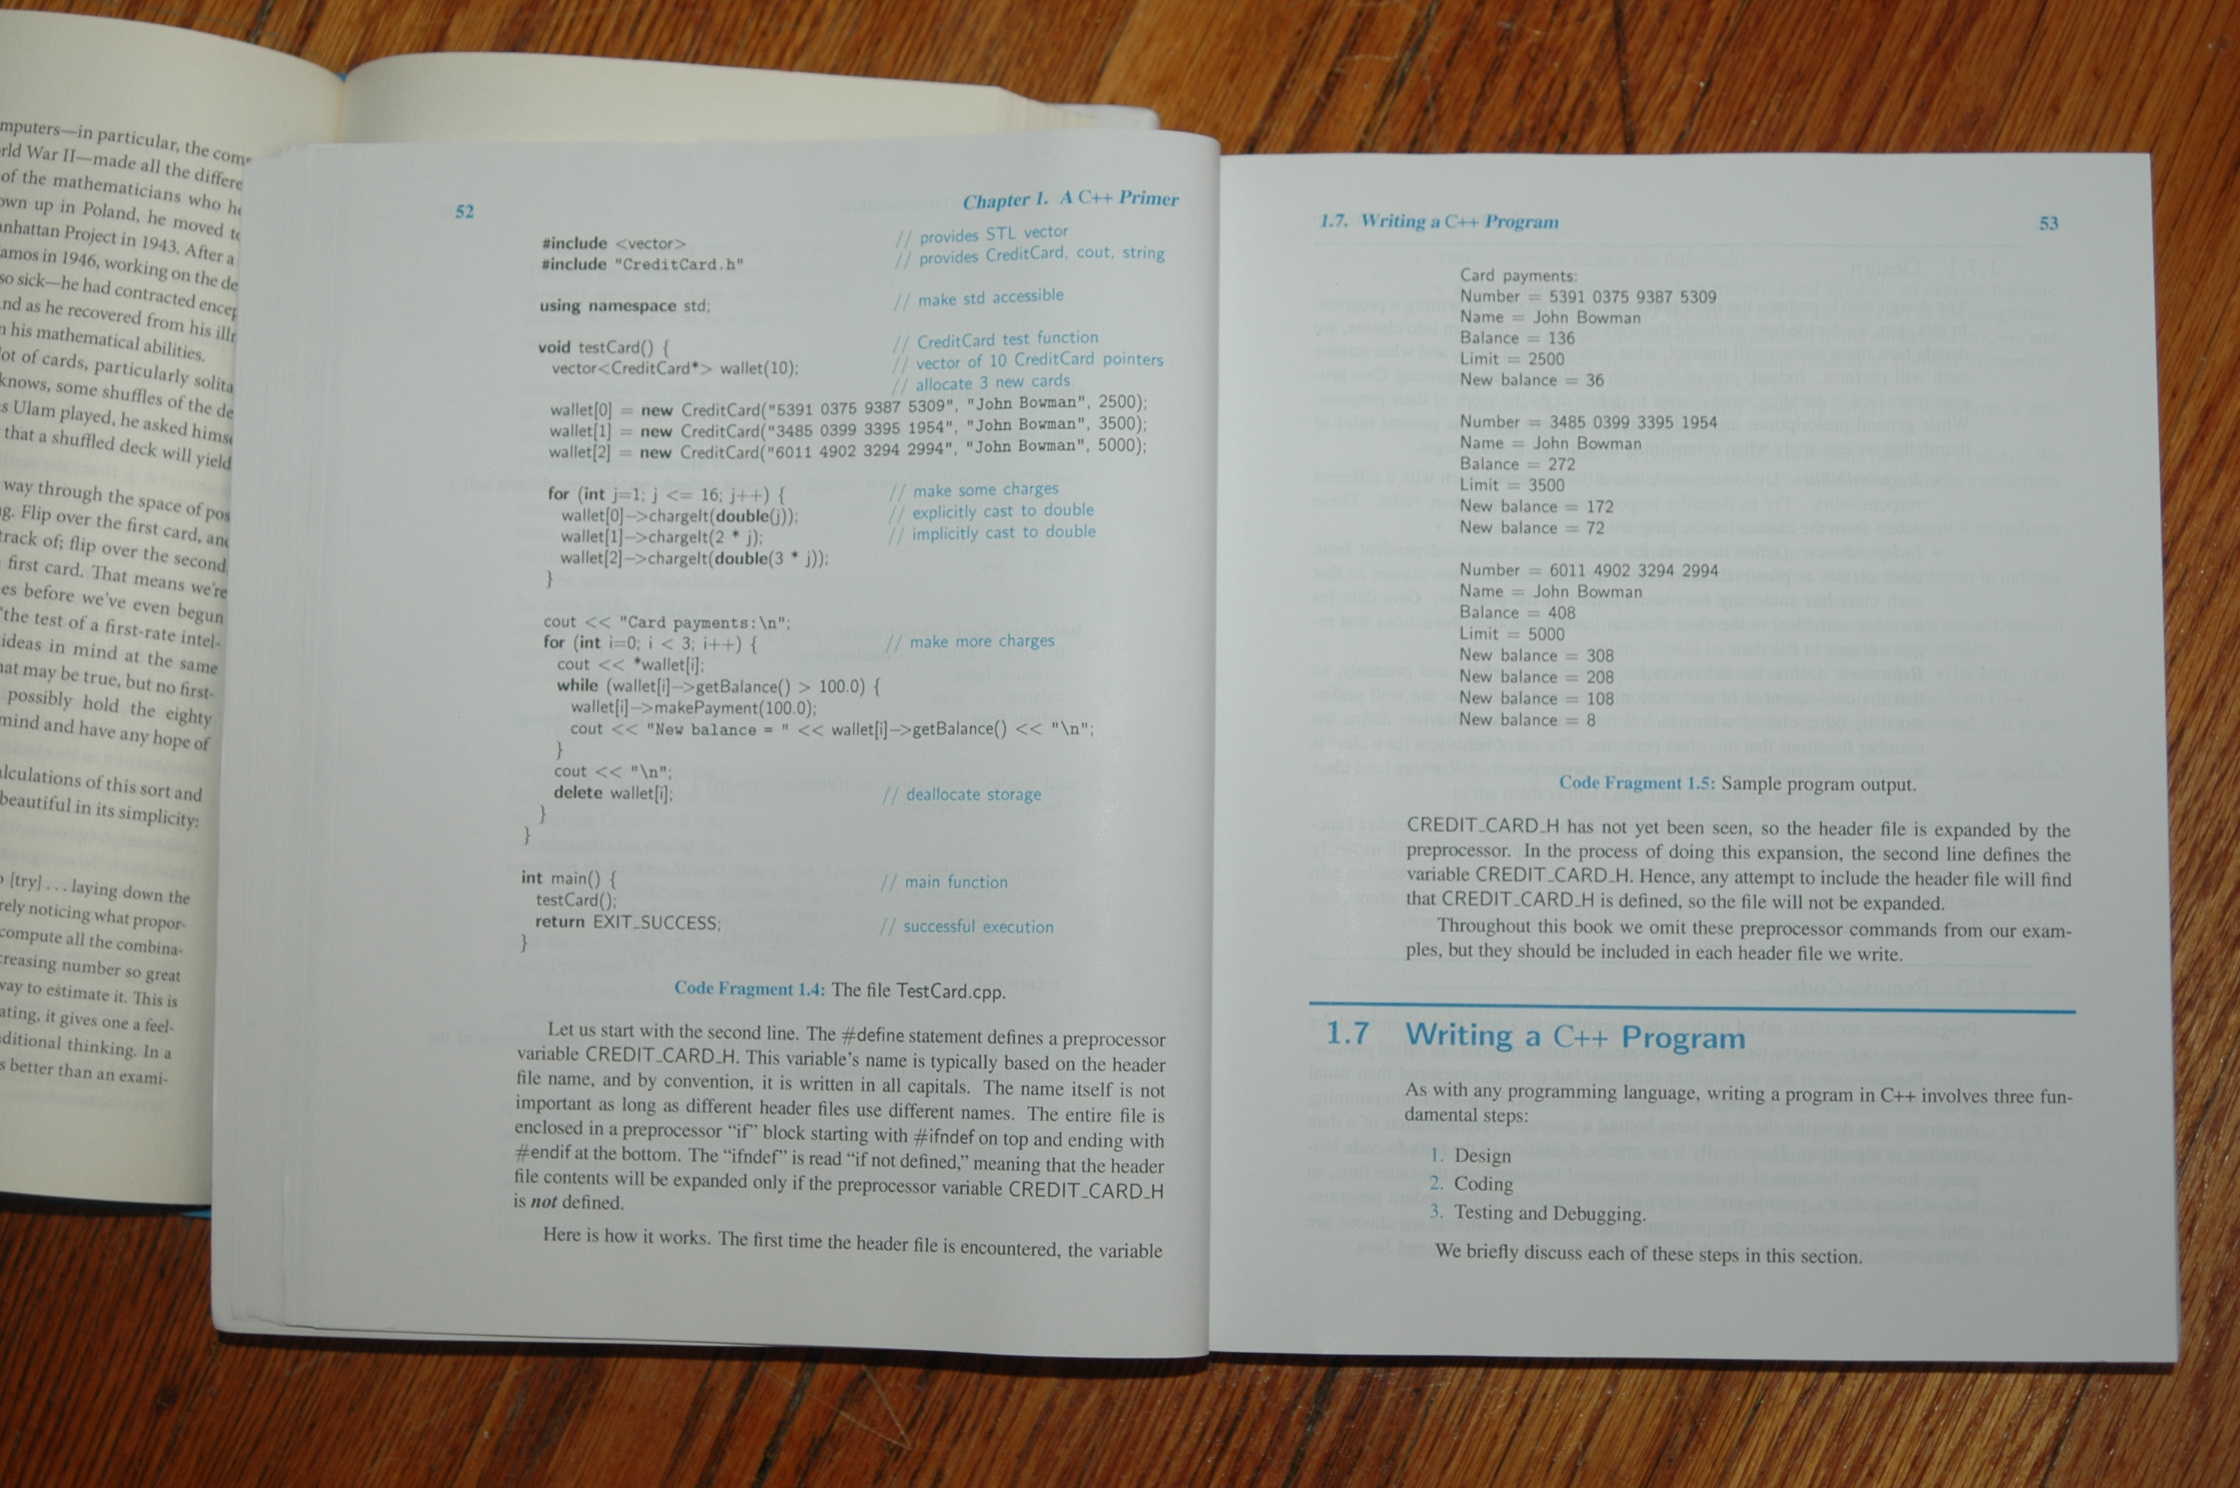 mputers—in particular, the com
rld War II—made all the differe
of the mathematicians who he
own up in Poland, he moved to
nhattan Project in 1943. After a
amos in 1946, working on the de
so sick—he had contracted encep
nd as he recovered from his illr
n his mathematical abilities.
lot of cards, particularly solita
knows, some shuffles of the de
s Ulam played, he asked himse
that a shuffled deck will yield
way through the space of pos
g. Flip over the first card, and
track of; flip over the second
first card. That means we're
es before we've even begun
"the test of a first-rate intel-
ideas in mind at the same
hat may be true, but no first-
possibly hold the eighty
mind and have any hope of
alculations of this sort and
beautiful in its simplicity:
[try] . . . laying down the
rely noticing what propor-
compute all the combina-
creasing number so great
way to estimate it. This is
ating, it gives one a feel-
ditional thinking. In a
s better than an exami-
52 Chapter 1. A C++ Primer
#include <vector> // provides STL vector
#include "CreditCard.h" // provides CreditCard, cout, string
using namespace std; // make std accessible
void testCard() { // CreditCard test function
vector<CreditCard*> wallet(10); // vector of 10 CreditCard pointers
// allocate 3 new cards
wallet[0] = new CreditCard("5391 0375 9387 5309", "John Bowman", 2500);
wallet[1] = new CreditCard("3485 0399 3395 1954", "John Bowman", 3500);
wallet[2] = new CreditCard("6011 4902 3294 2994", "John Bowman", 5000);
for (int j=1; j <= 16; j++) { // make some charges
wallet[0]->chargeIt(double(j)); // explicitly cast to double
wallet[1]->chargeIt(2 * j); // implicitly cast to double
wallet[2]->chargeIt(double(3 * j));
}
cout << "Card payments:\n";
for (int i=0; i < 3; i++) { // make more charges
cout << *wallet[i];
while (wallet[i]->getBalance() > 100.0) {
wallet[i]->makePayment(100.0);
cout << "New balance = " << wallet[i]->getBalance() << "\n";
}
cout << "\n";
delete wallet[i]; // deallocate storage
}
}
int main() { // main function
testCard();
return EXIT_SUCCESS; // successful execution
}
Code Fragment 1.4: The file TestCard.cpp.
Let us start with the second line. The #define statement defines a preprocessor
variable CREDIT_CARD_H. This variable's name is typically based on the header
file name, and by convention, it is written in all capitals. The name itself is not
important as long as different header files use different names. The entire file is
enclosed in a preprocessor "if" block starting with #ifndef on top and ending with
#endif at the bottom. The "ifndef" is read "if not defined," meaning that the header
file contents will be expanded only if the preprocessor variable CREDIT_CARD_H
is not defined.
Here is how it works. The first time the header file is encountered, the variable
1.7. Writing a C++ Program 53
Card payments:
Number = 5391 0375 9387 5309
Name = John Bowman
Balance = 136
Limit = 2500
New balance = 36
Number = 3485 0399 3395 1954
Name = John Bowman
Balance = 272
Limit = 3500
New balance = 172
New balance = 72
Number = 6011 4902 3294 2994
Name = John Bowman
Balance = 408
Limit = 5000
New balance = 308
New balance = 208
New balance = 108
New balance = 8
Code Fragment 1.5: Sample program output.
CREDIT_CARD_H has not yet been seen, so the header file is expanded by the
preprocessor. In the process of doing this expansion, the second line defines the
variable CREDIT_CARD_H. Hence, any attempt to include the header file will find
that CREDIT_CARD_H is defined, so the file will not be expanded.
Throughout this book we omit these preprocessor commands from our exam-
ples, but they should be included in each header file we write.
1.7 Writing a C++ Program
As with any programming language, writing a program in C++ involves three fun-
damental steps:
1. Design
2. Coding
3. Testing and Debugging.
We briefly discuss each of these steps in this section.